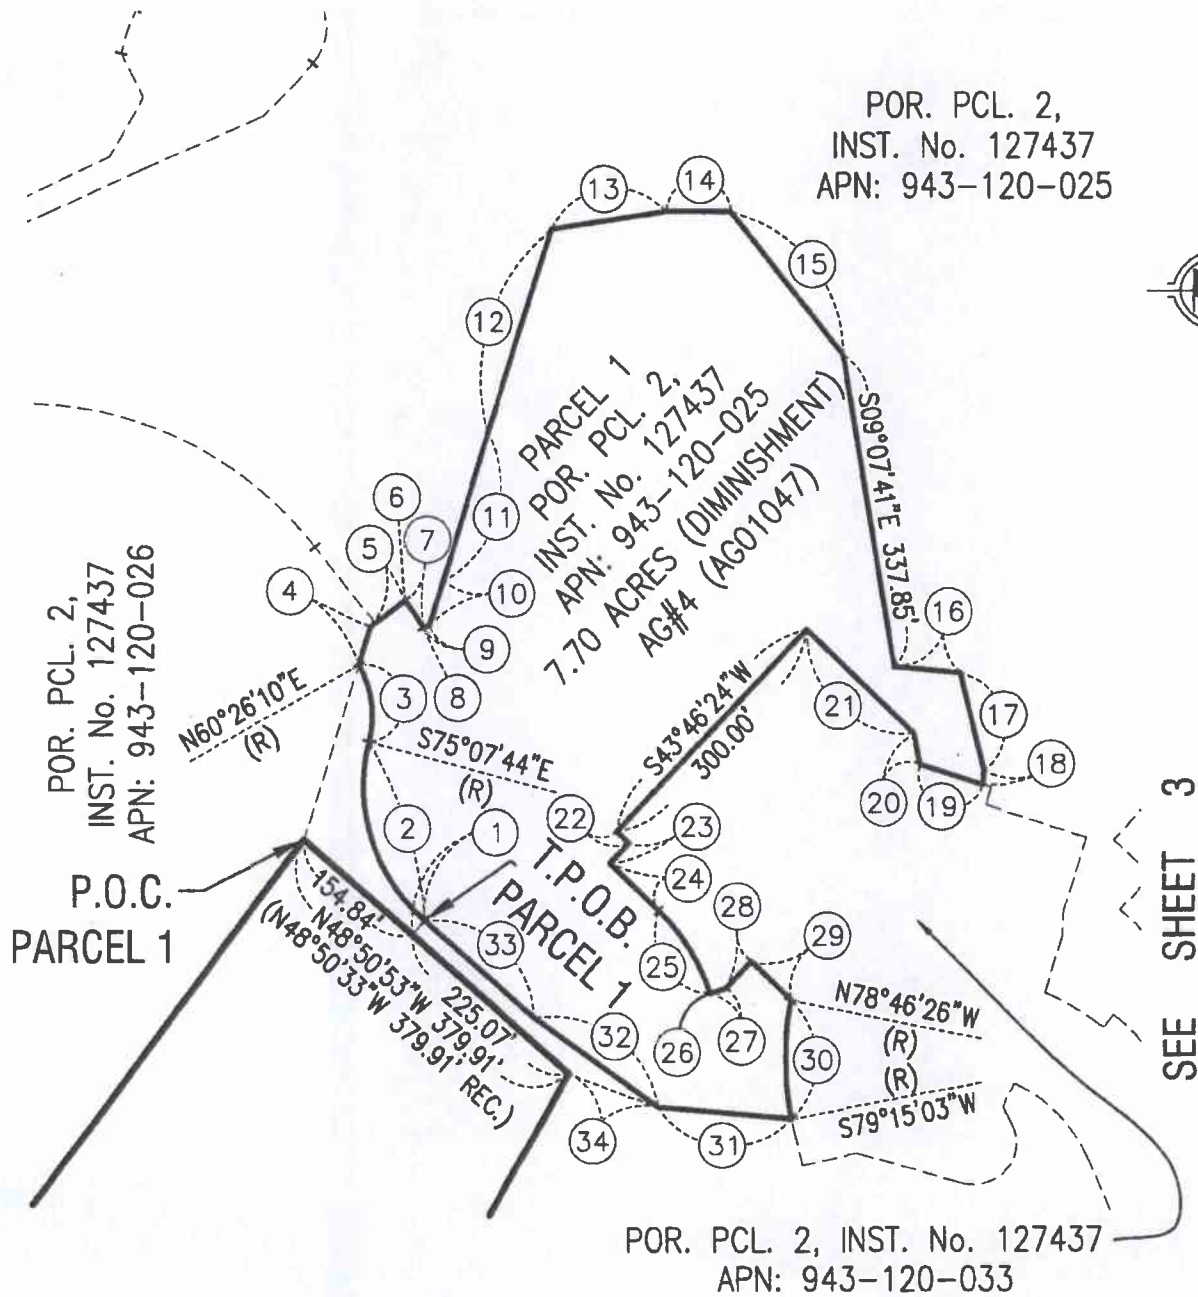 POR. PCL. 2,
INST. No. 127437
APN: 943-120-025
13
14
15
12
PARCEL 1
POR. PCL. 2,
INST. No. 127437
APN: 943-120-025
7.70 ACRES (DIMINISHMENT)
AG#4 (AG01047)
S09°07'41"E 337.85'
6
5
7
11
4
10
9
8
3
16
POR. PCL. 2,
INST. No. 127437
APN: 943-120-026
N60°26'10"E
(R)
S75°07'44"E
(R)
S43°46'24"W
300.00'
21
17
18
20
19
2
1
22
23
24
T.P.O.B.
PARCEL 1
P.O.C.
PARCEL 1
154.84'
N48°50'53"W 379.91'
(N48°50'33"W 379.91' REC.)
225.07'
33
28
29
25
26
27
N78°46'26"W
(R)
(R)
S79°15'03"W
30
32
34
31
SEE SHEET 3
POR. PCL. 2, INST. No. 127437
APN: 943-120-033